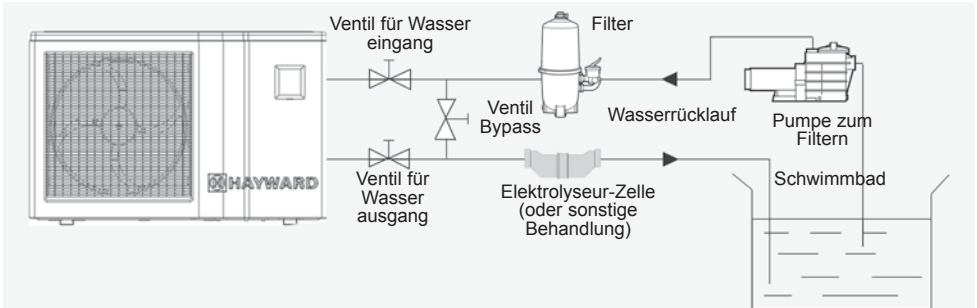 Ventil für Wasser
eingang
Filter
Ventil
Bypass
Wasserrücklauf
Pumpe zum
Filtern
HAYWARD
Ventil für
Wasser
ausgang
Elektrolyseur-Zelle
(oder sonstige
Behandlung)
Schwimmbad